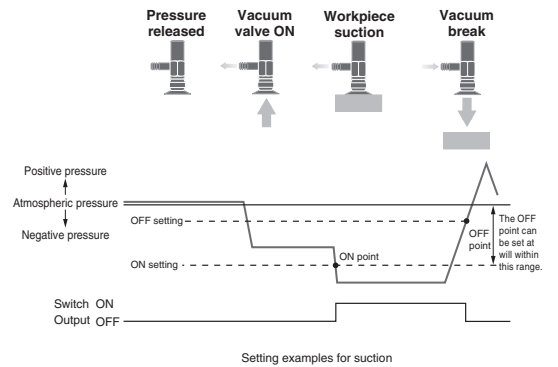 Pressure
released
Vacuum
valve ON
Workpiece
suction
Vacuum
break
Positive pressure
Atmospheric pressure
Negative pressure
OFF setting
ON setting
ON point
OFF
point
The OFF
point can
be set at
will within
this range.
Switch ON
Output OFF
Setting examples for suction